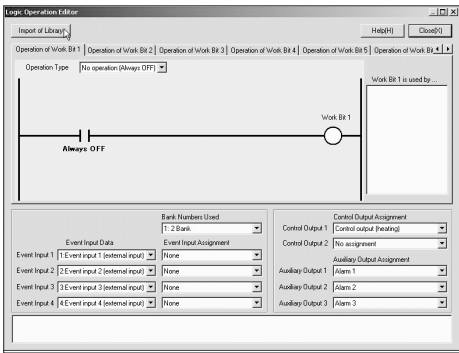 Logic Operation Editor
Import of Library
Help(H)
Close(X)
Operation of Work Bit 1
Operation of Work Bit 2
Operation of Work Bit 3
Operation of Work Bit 4
Operation of Work Bit 5
Operation of Work Bit
Operation Type
No operation (Always OFF)
Work Bit 1 is used by ...
Work Bit 1
Always OFF
Bank Numbers Used
1: 2 Bank
Event Input Data
Event Input Assignment
Event Input 1
1:Event input 1 (external input)
None
Event Input 2
2:Event input 2 (external input)
None
Event Input 3
3:Event input 3 (external input)
None
Event Input 4
4:Event input 4 (external input)
None
Control Output Assignment
Control Output 1
Control output (heating)
Control Output 2
No assignment
Auxiliary Output Assignment
Auxiliary Output 1
Alarm 1
Auxiliary Output 2
Alarm 2
Auxiliary Output 3
Alarm 3